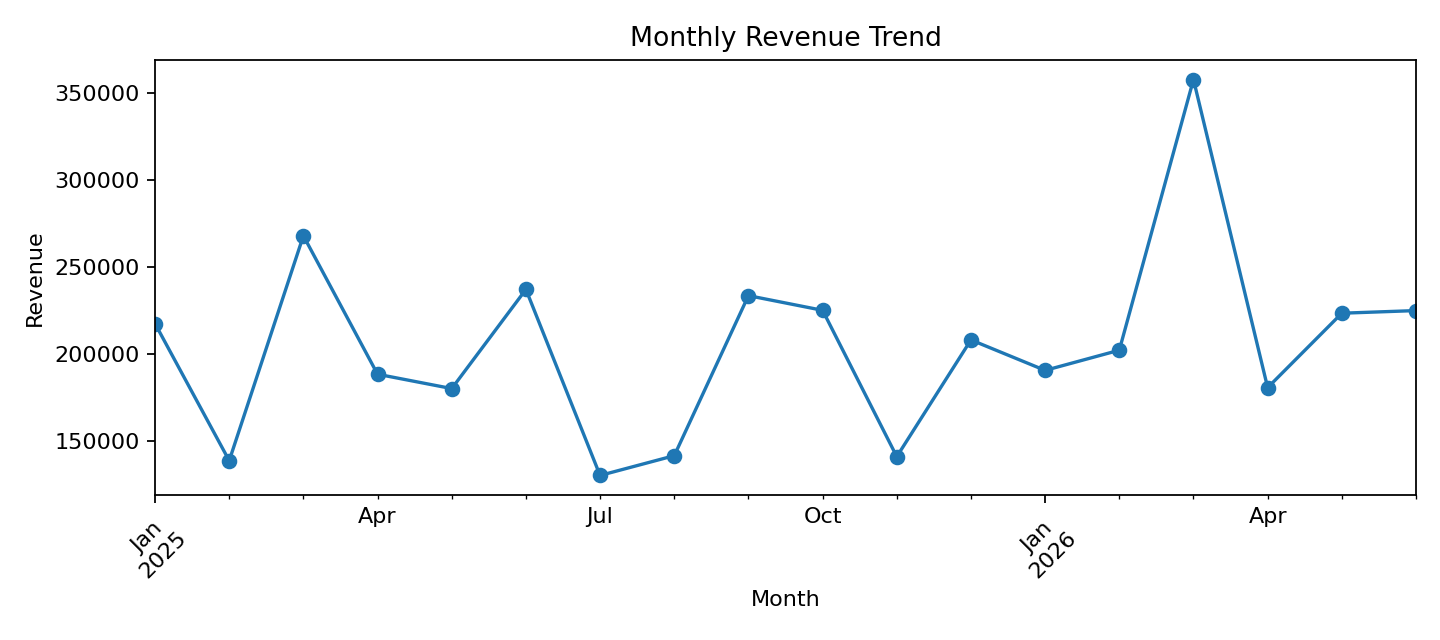 Monthly Revenue Trend
350000
300000
250000
200000
150000
Revenue
Jan
2025
Apr
Jul
Oct
Jan
2026
Apr
Month